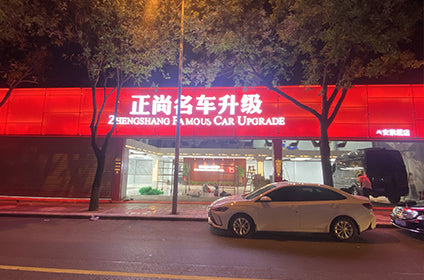 正尚名车升级
ZHENGSHANG FAMOUS CAR UPGRADE